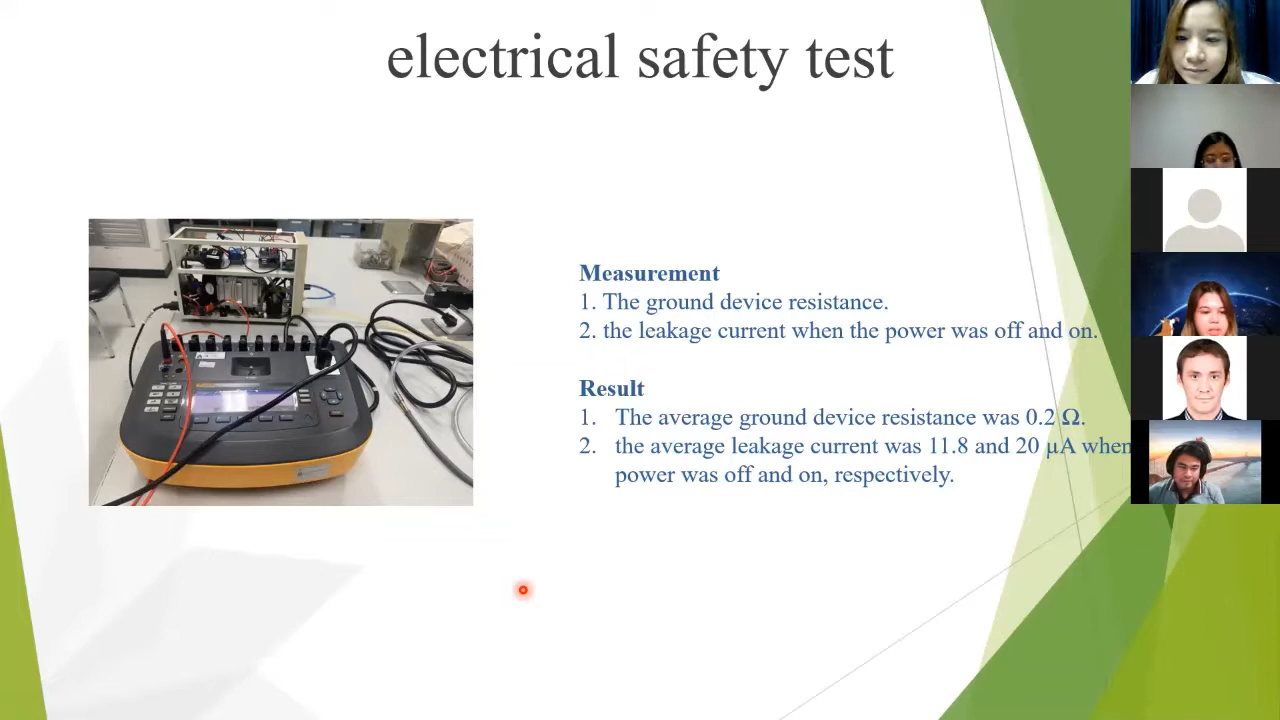 electrical safety test
Measurement
1. The ground device resistance.
2. the leakage current when the power was off and on.
Result
1. The average ground device resistance was 0.2 Ω.
2. the average leakage current was 11.8 and 20 µA when
power was off and on, respectively.